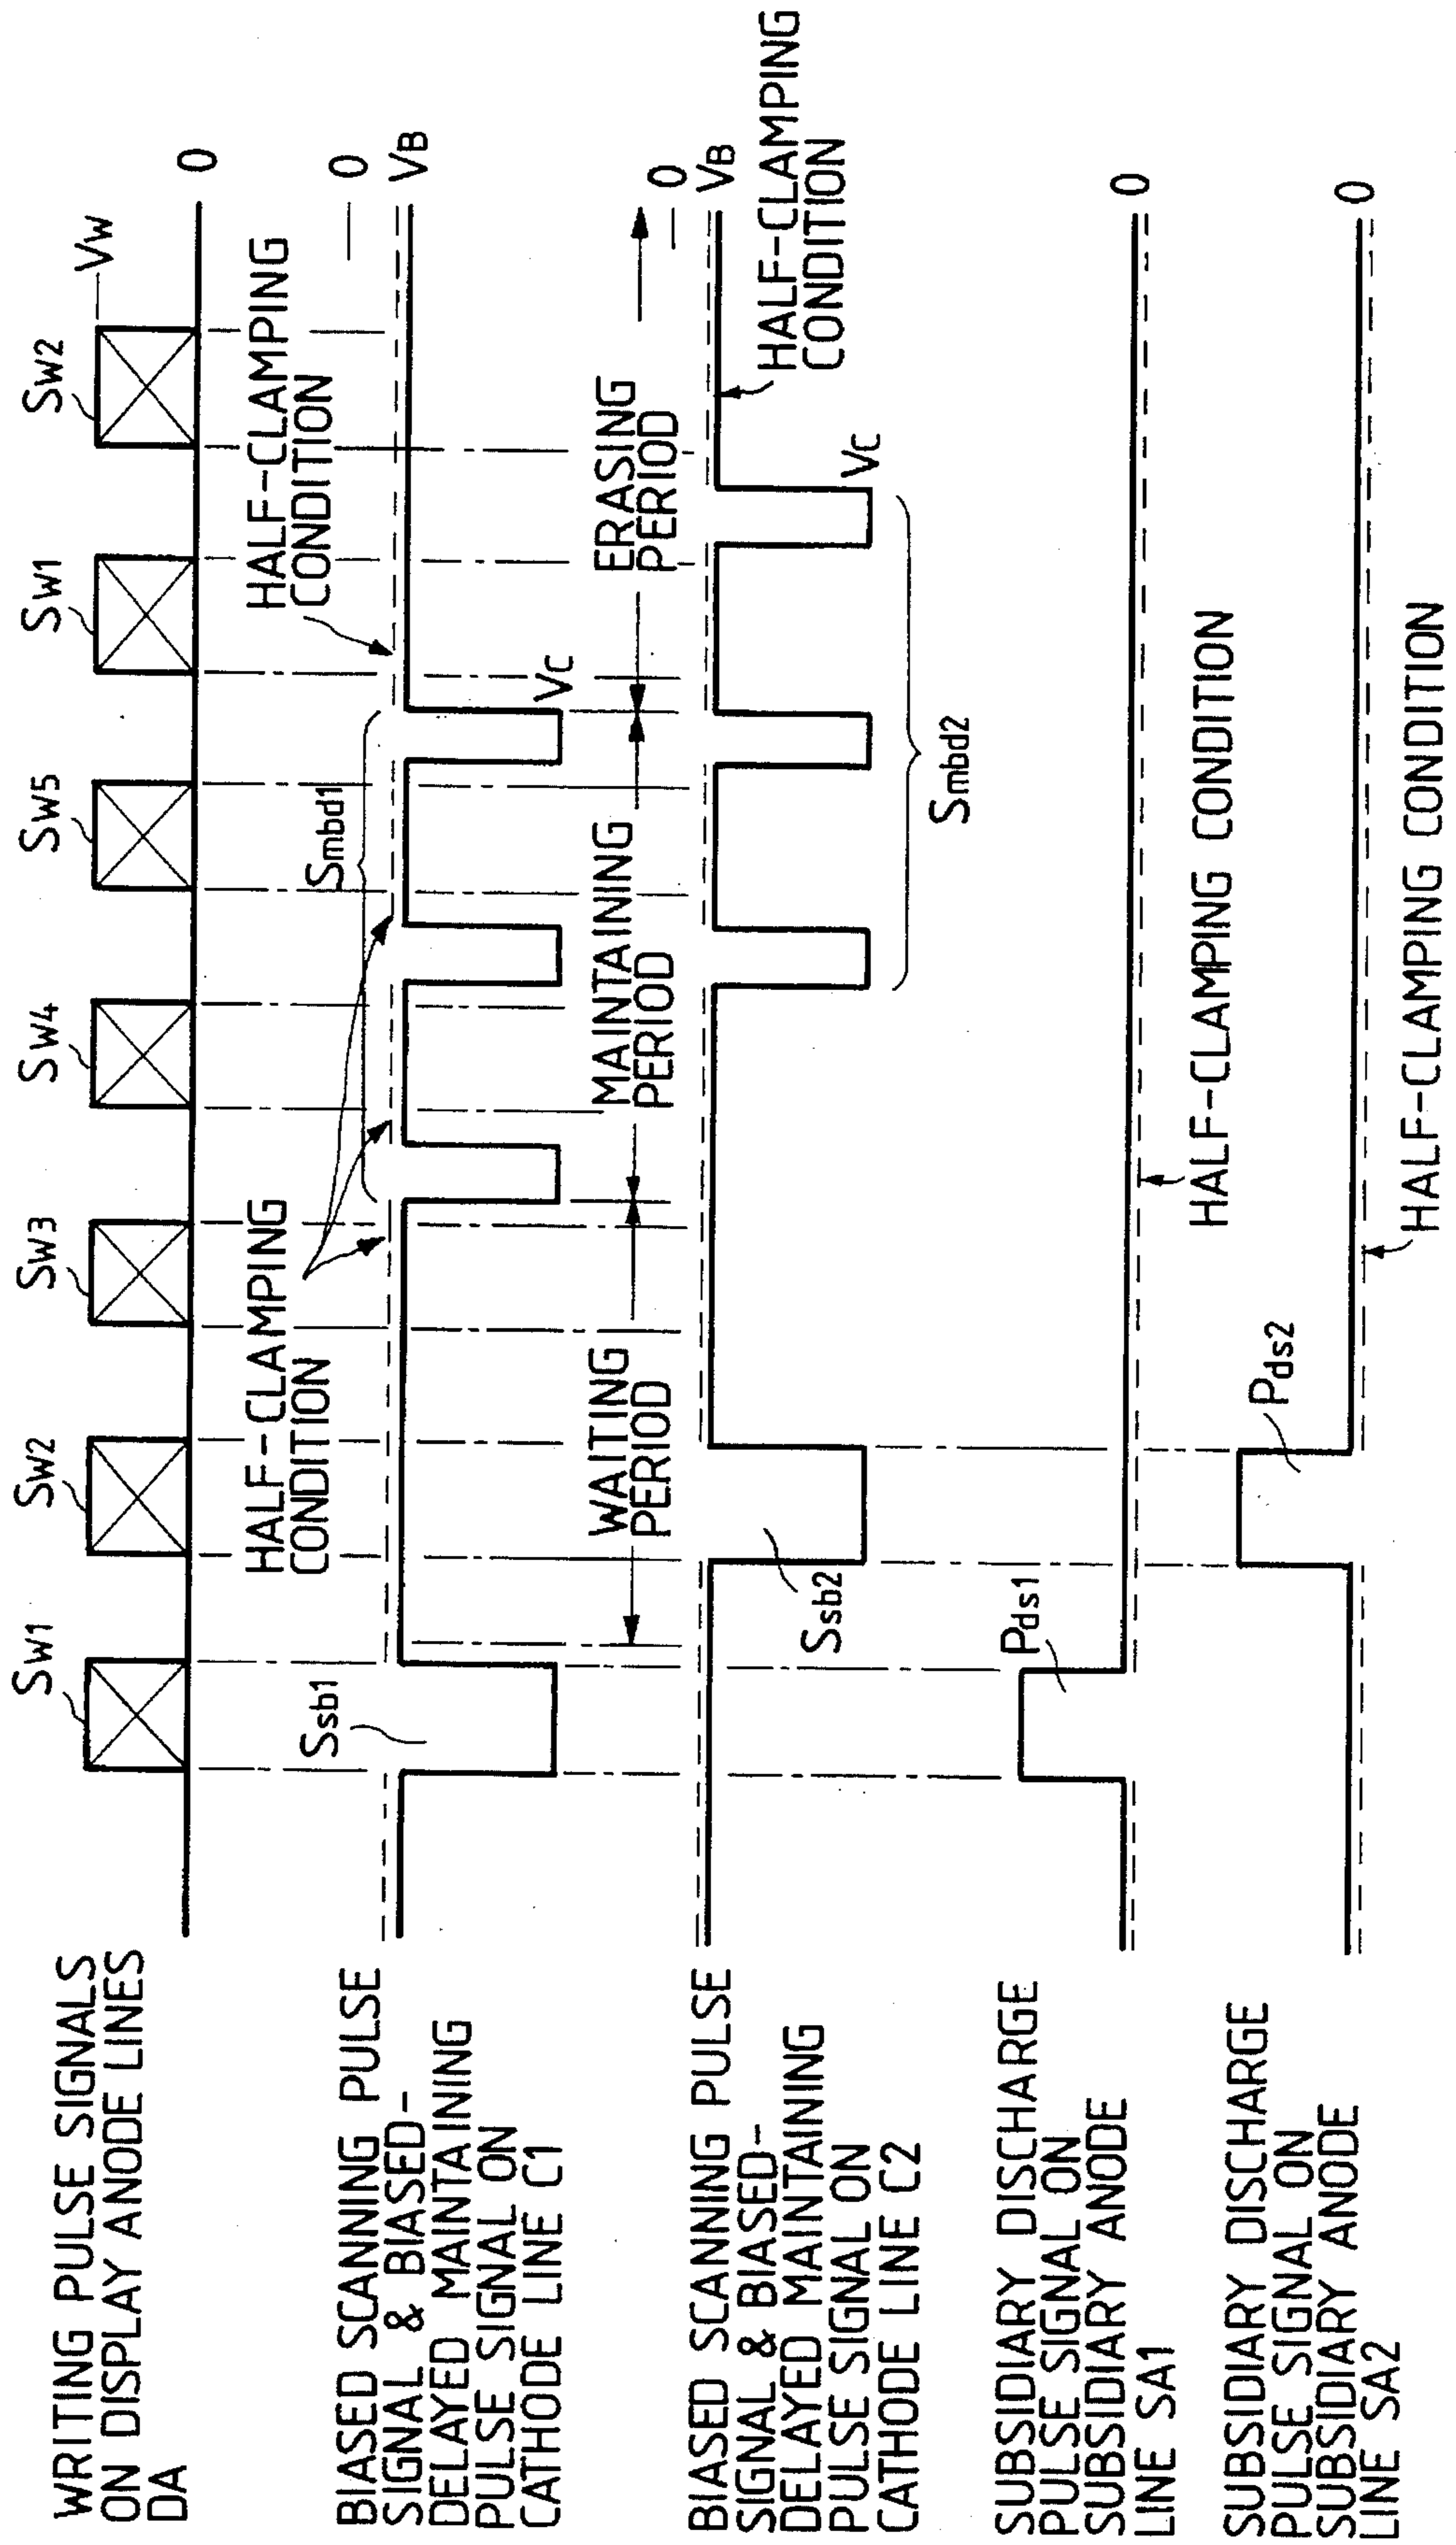 WRITING PULSE SIGNALS
ON DISPLAY ANODE LINES
DA
SW1
SW2
SW3
SW4
SW5
SW1
SW2
VW
0
BIASED SCANNING PULSE
SIGNAL & BIASED-
DELAYED MAINTAINING
PULSE SIGNAL ON
CATHODE LINE C1
Ssb1
HALF-CLAMPING
CONDITION
Smbd1
VC
HALF-CLAMPING
CONDITION
0
VB
WAITING
PERIOD
MAINTAINING
PERIOD
ERASING
PERIOD
BIASED SCANNING PULSE
SIGNAL & BIASED-
DELAYED MAINTAINING
PULSE SIGNAL ON
CATHODE LINE C2
Ssb2
Smbd2
VC
HALF-CLAMPING
CONDITION
0
VB
SUBSIDIARY DISCHARGE
PULSE SIGNAL ON
SUBSIDARY ANODE
LINE SA1
Pds1
HALF-CLAMPING CONDITION
0
SUBSIDIARY DISCHARGE
PULSE SIGNAL ON
SUBSIDIARY ANODE
LINE SA2
Pds2
HALF-CLAMPING CONDITION
0